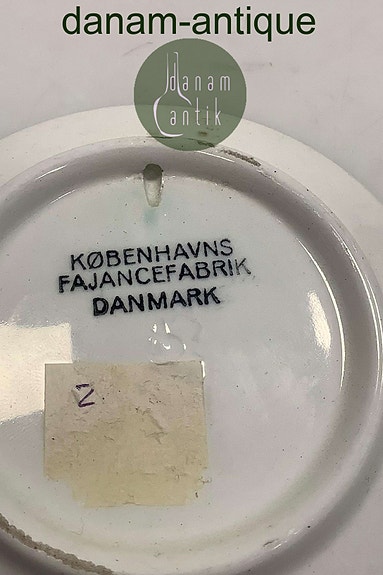 danam-antique
danam
antik
KØBENHAVNS
FAJANCEFABRIK
DANMARK
2